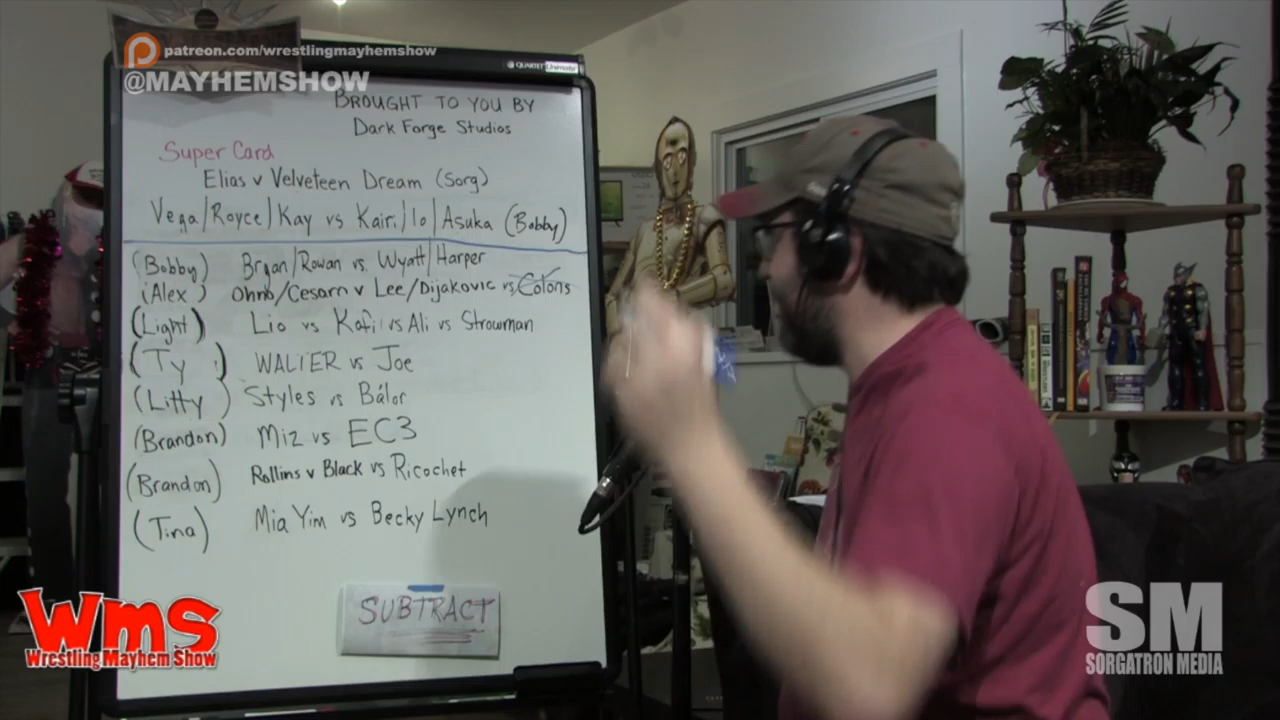 patreon.com/wrestlingmayhemshow
@MAYHEMSHOW
QUARTET
BROUGHT TO YOU BY
Dark Forge Studios
Super Card
Elias v Velveteen Dream (Sorg)
Vega/Royce/Kay vs Kairi/Io/Asuka (Bobby)
(Bobby) Bryan/Rowan vs. Wyatt/Harper
(Alex) Ohno/Cesaro v Lee/Dijakovic vs Colons
(Light) Lio vs Kofi vs Ali vs Strowman
(Ty) WALTER vs Joe
(Litty) Styles vs Bálor
(Brandon) Miz vs EC3
(Brandon) Rollins v Black vs Ricochet
(Tina) Mia Yim vs Becky Lynch
SUBTRACT
Wms
Wrestling Mayhem Show
SM
SORGATRON MEDIA